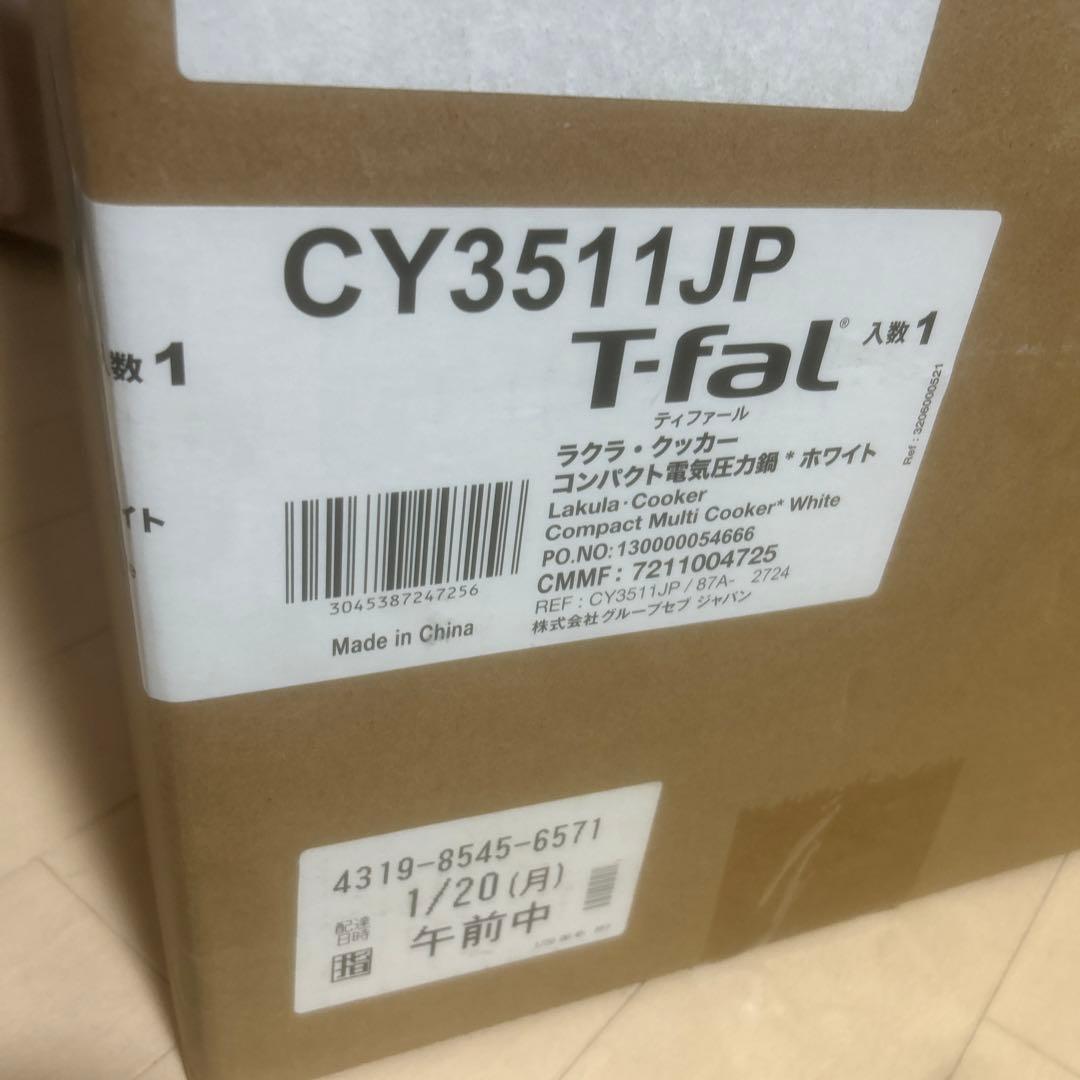 CY3511JP
T-fal®
入数 1
ティファール
ラクラ・クッカー
コンパクト電気圧力鍋 * ホワイト
Lakula・Cooker
Compact Multi Cooker* White
PO.NO: 130000054666
CMMF: 7211004725
REF : CY3511JP / 87A- 2724
株式会社グループセブ ジャパン
Ref : 3206000521
3045387247256
Made in China
数 1
イト
4319-8545-6571
1/20(月)
配達日時
指
午前中